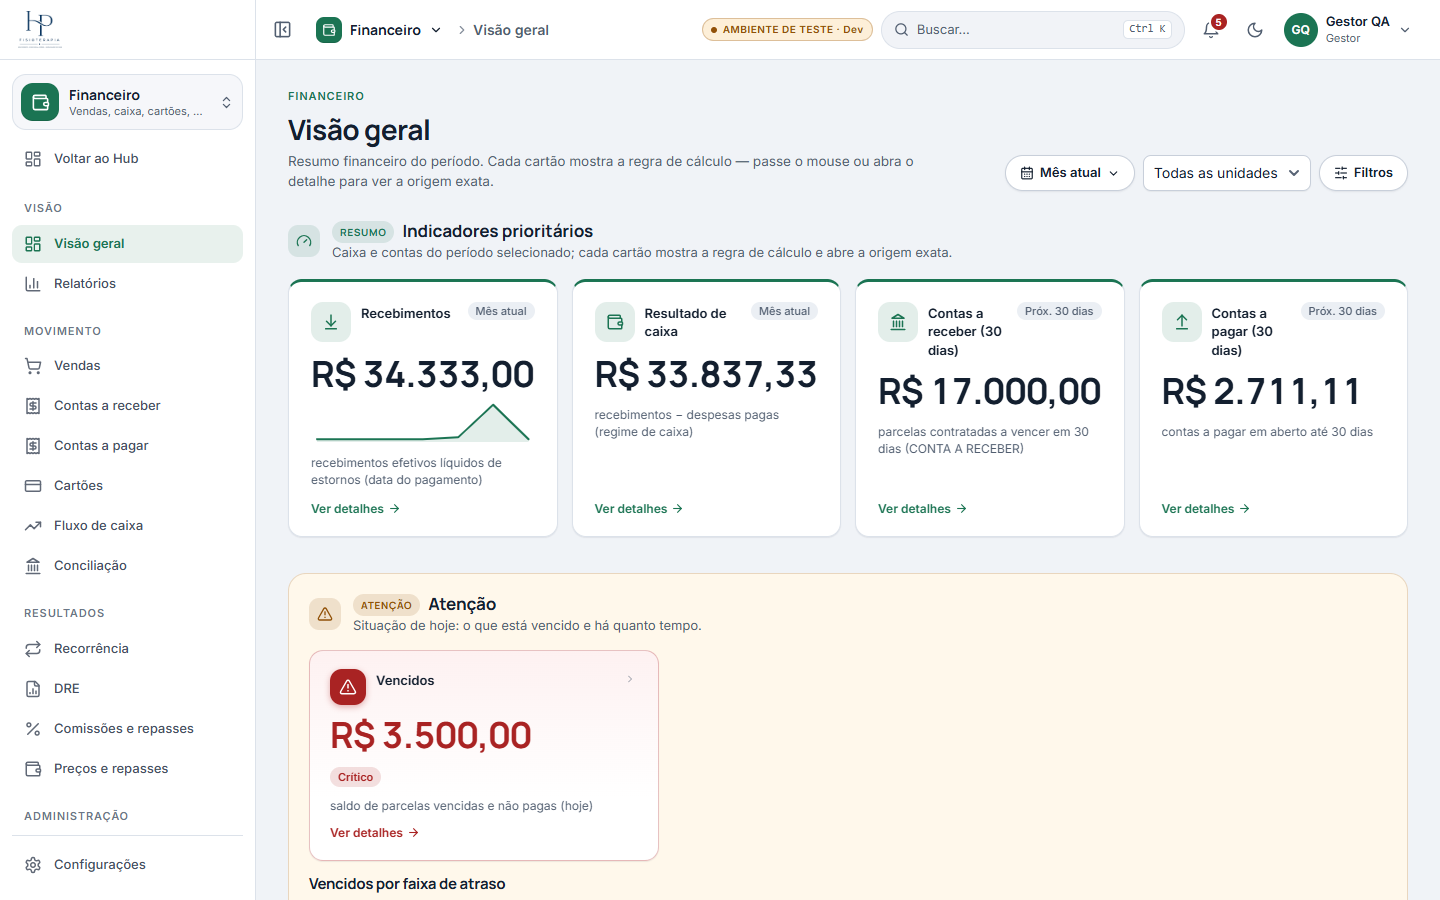 HP
FISIOTERAPIA
Financeiro
Visão geral
AMBIENTE DE TESTE · Dev
Buscar...
Ctrl K
5
GQ
Gestor QA
Gestor
Financeiro
Vendas, caixa, cartões, ...
Voltar ao Hub
VISÃO
Visão geral
Relatórios
MOVIMENTO
Vendas
Contas a receber
Contas a pagar
Cartões
Fluxo de caixa
Conciliação
RESULTADOS
Recorrência
DRE
Comissões e repasses
Preços e repasses
ADMINISTRAÇÃO
Configurações
FINANCEIRO
Visão geral
Resumo financeiro do período. Cada cartão mostra a regra de cálculo — passe o mouse ou abra o
detalhe para ver a origem exata.
Mês atual
Todas as unidades
Filtros
RESUMO
Indicadores prioritários
Caixa e contas do período selecionado; cada cartão mostra a regra de cálculo e abre a origem exata.
Recebimentos
Mês atual
R$ 34.333,00
recebimentos efetivos líquidos de
estornos (data do pagamento)
Ver detalhes →
Resultado de
caixa
Mês atual
R$ 33.837,33
recebimentos − despesas pagas
(regime de caixa)
Ver detalhes →
Contas a
receber (30
dias)
Próx. 30 dias
R$ 17.000,00
parcelas contratadas a vencer em 30
dias (CONTA A RECEBER)
Ver detalhes →
Contas a
pagar (30
dias)
Próx. 30 dias
R$ 2.711,11
contas a pagar em aberto até 30 dias
Ver detalhes →
ATENÇÃO
Atenção
Situação de hoje: o que está vencido e há quanto tempo.
Vencidos
R$ 3.500,00
Crítico
saldo de parcelas vencidas e não pagas (hoje)
Ver detalhes →
Vencidos por faixa de atraso